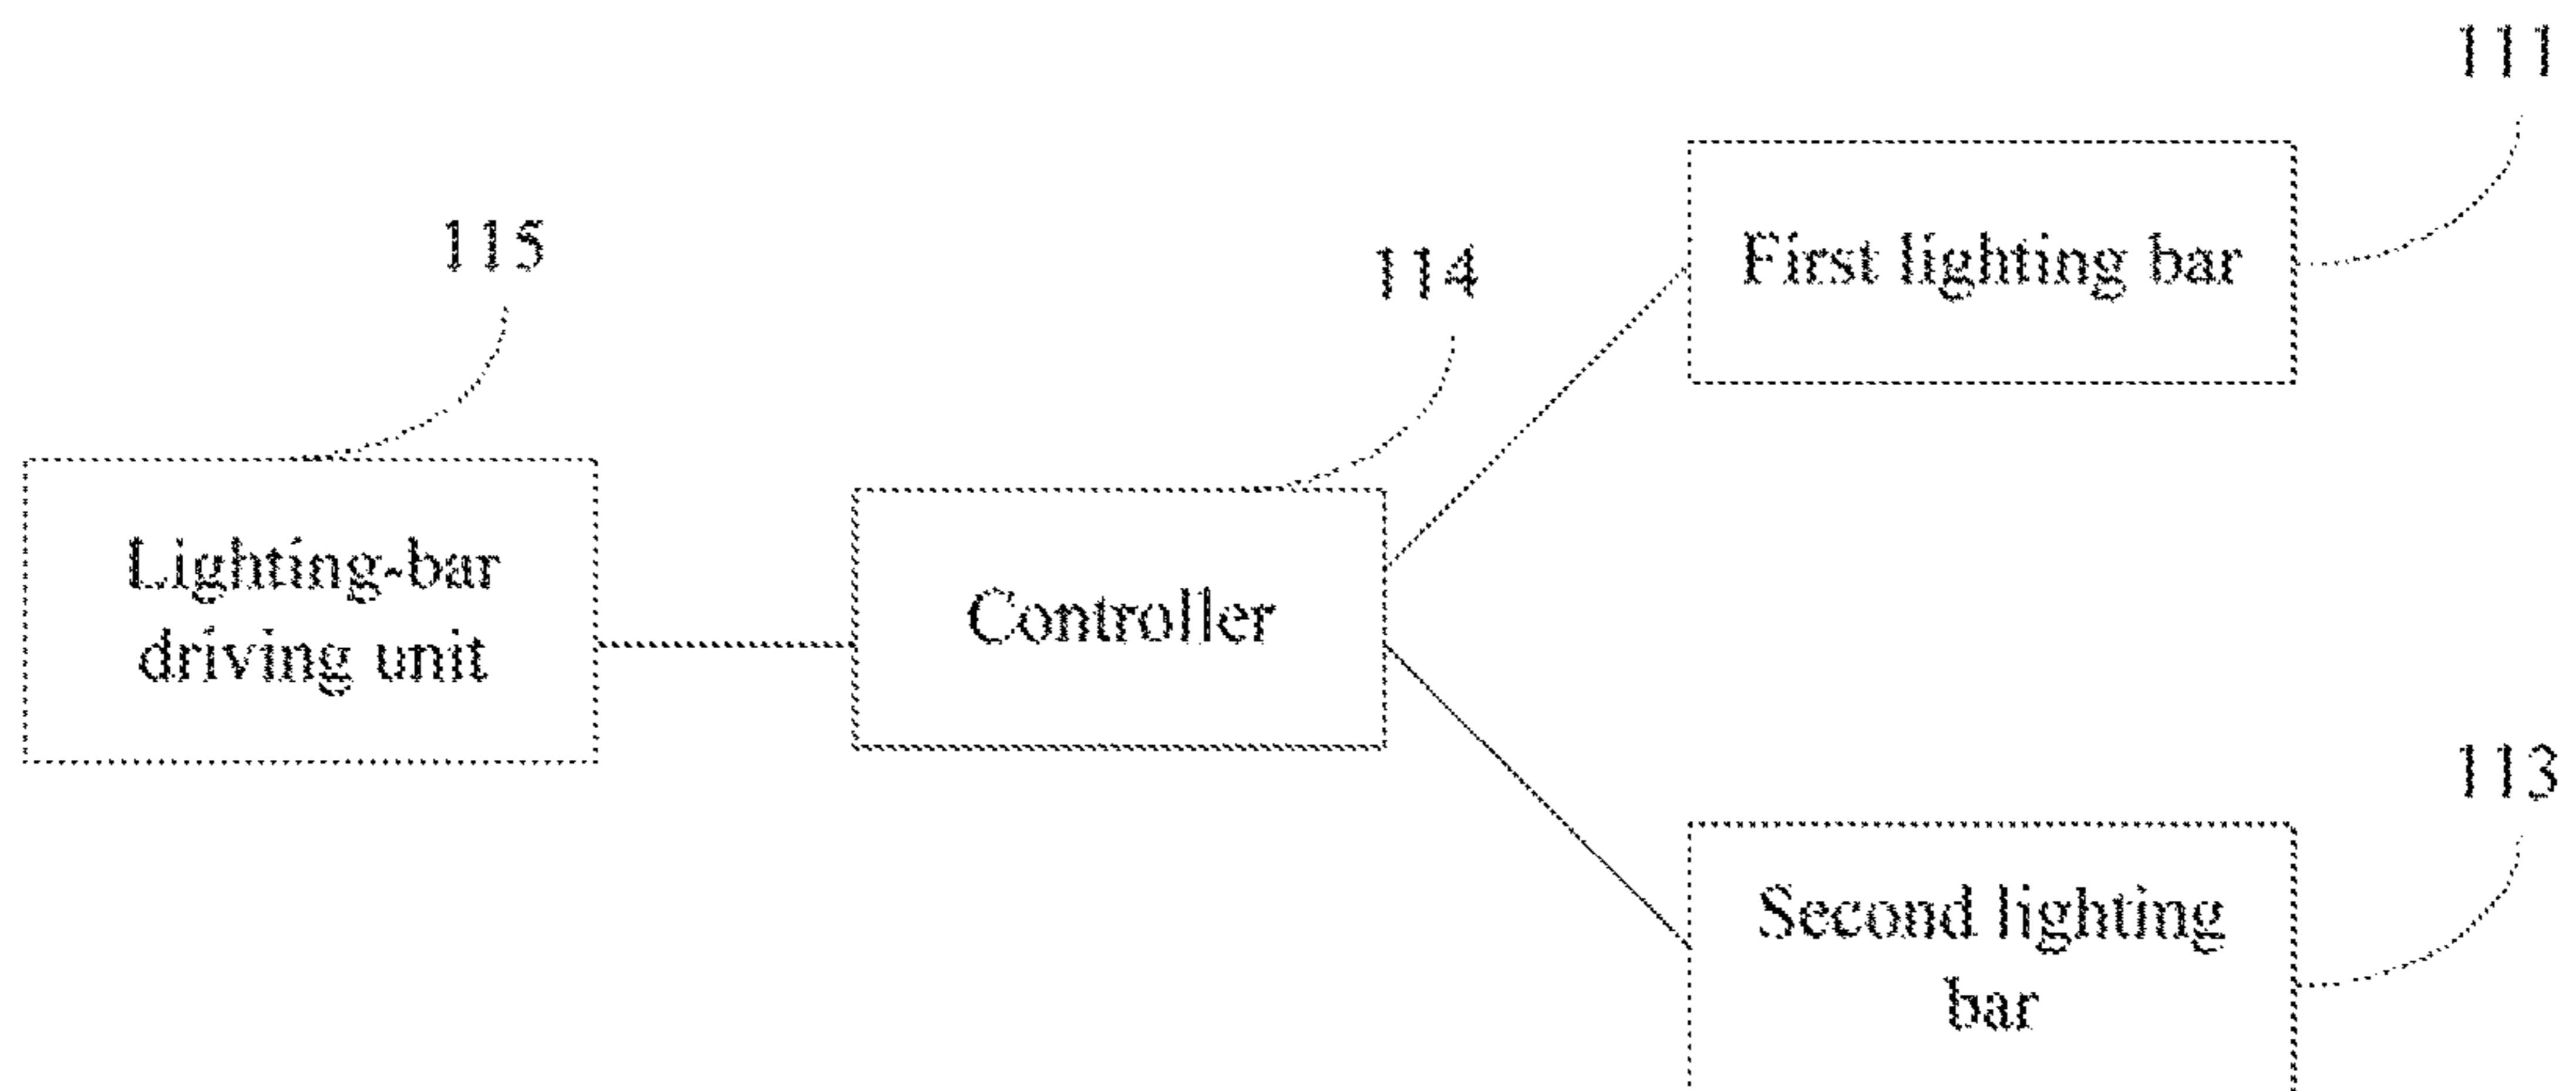 111
115
114
First lighting bar
Lighting-bar
driving unit
Controller
113
Second lighting
bar